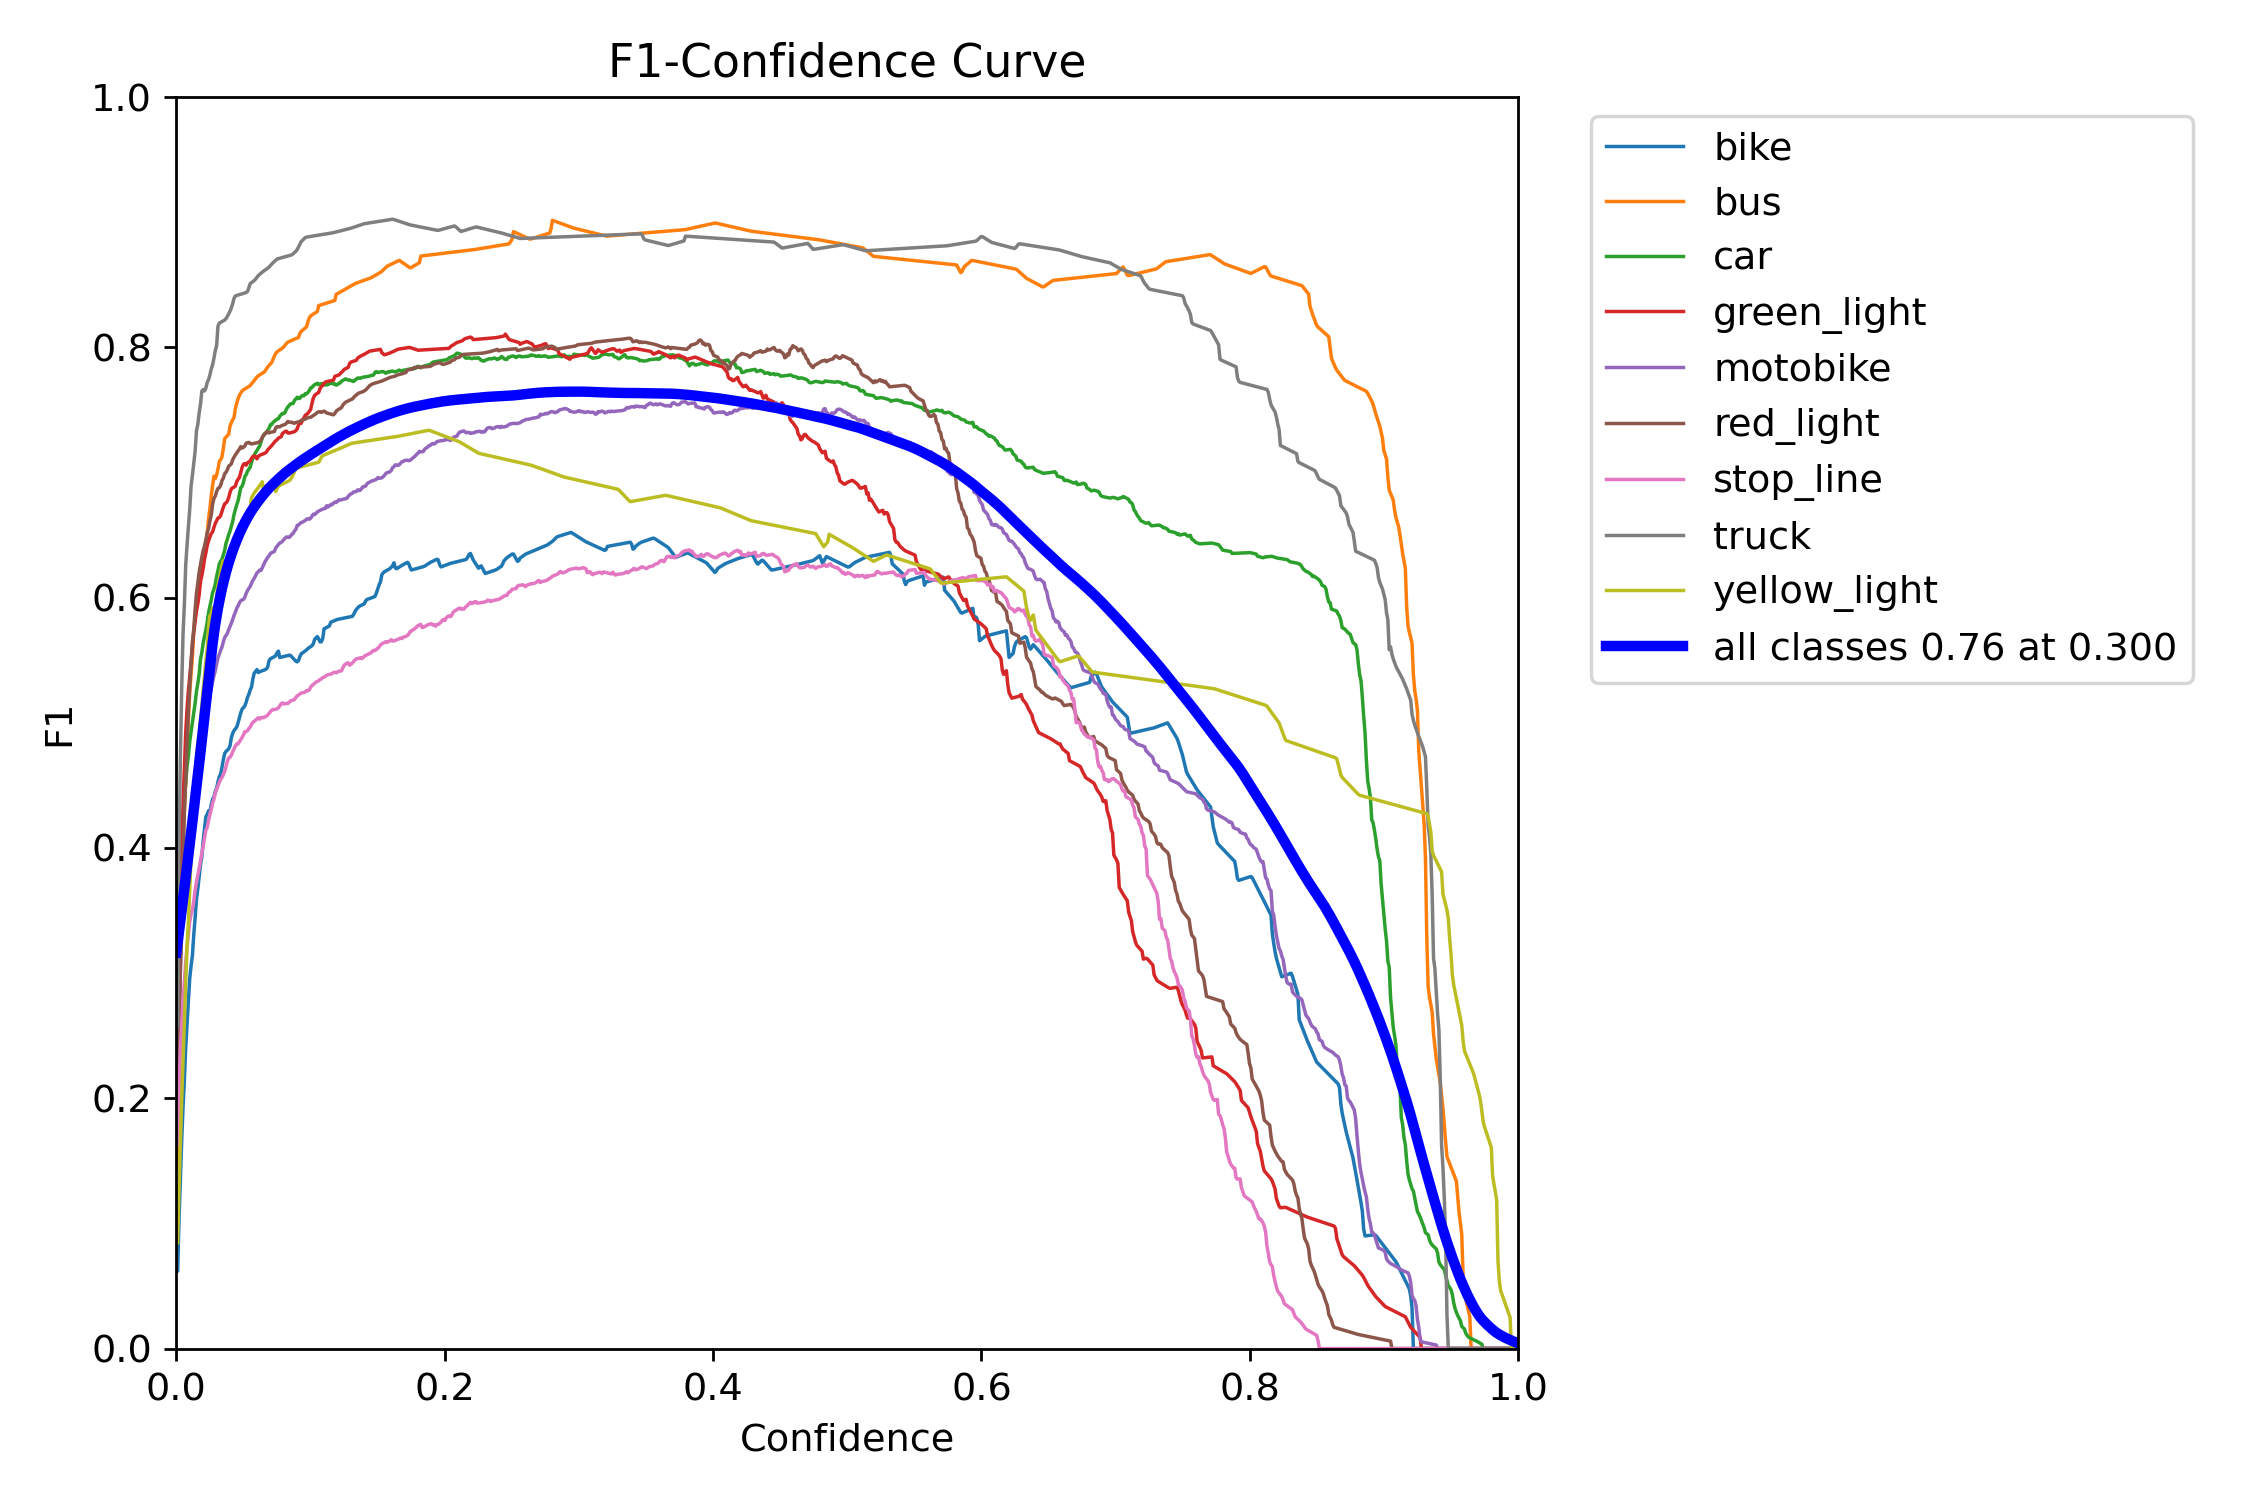 F1-Confidence Curve
1.0
0.8
0.6
0.4
0.2
0.0
F1
0.0 0.2 0.4 0.6 0.8 1.0
Confidence
bike
bus
car
green_light
motobike
red_light
stop_line
truck
yellow_light
all classes 0.76 at 0.300